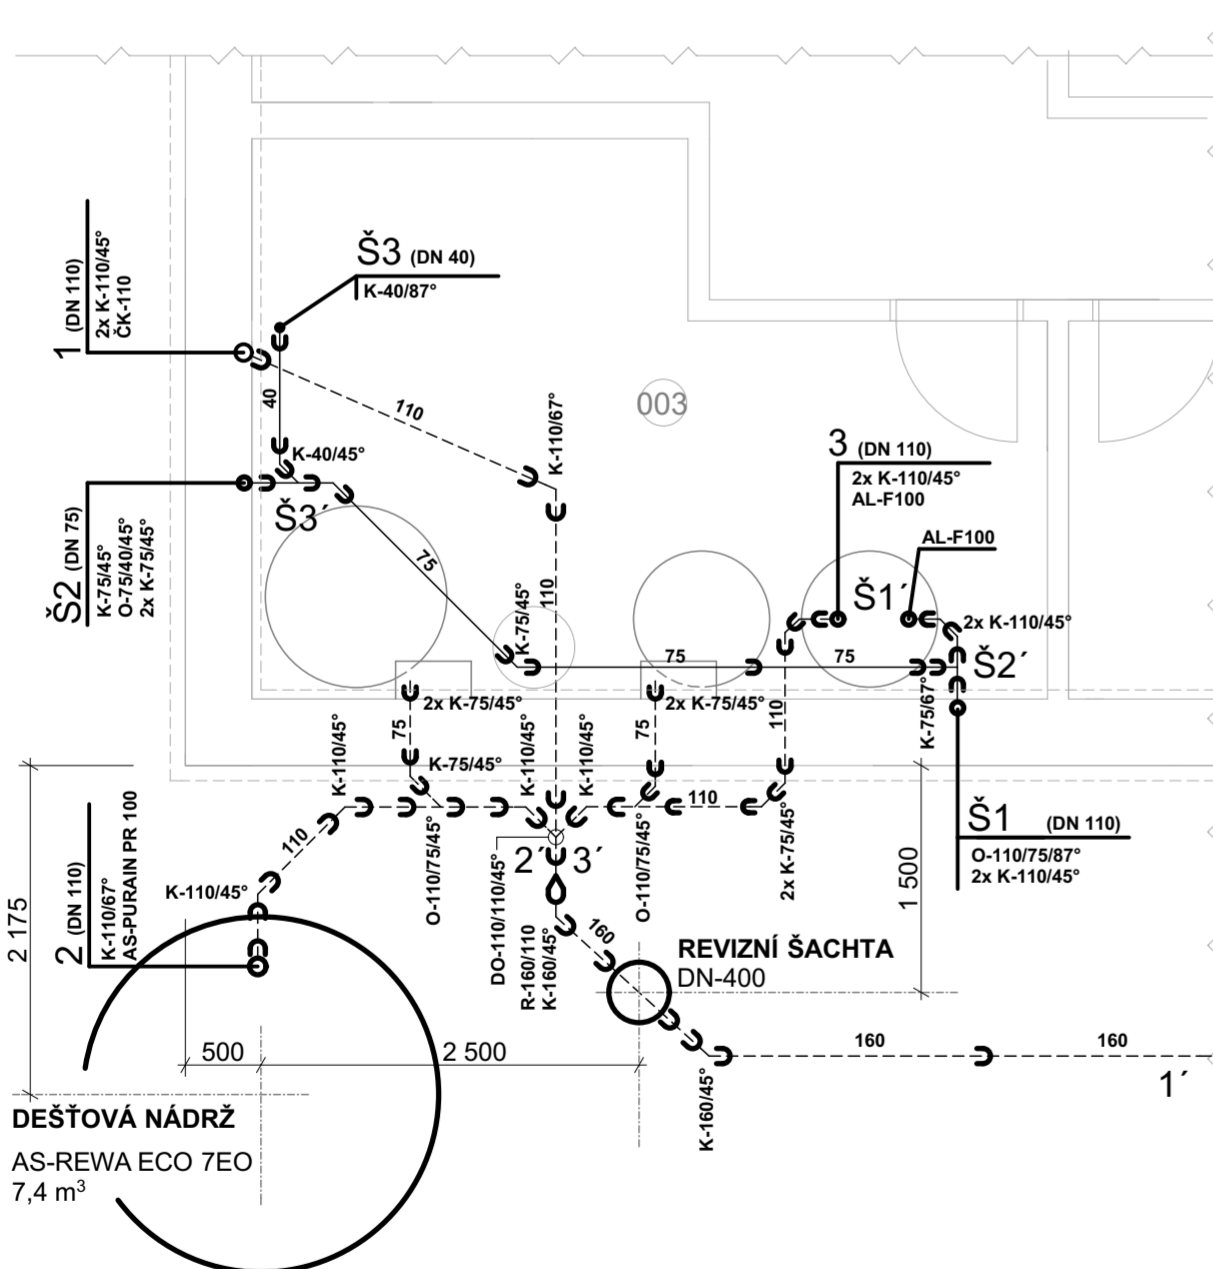 Š3 (DN 40)
K-40/87°
1 (DN 110)
2x K-110/45°
ČK-110
40
110
K-110/67°
003
K-40/45°
3 (DN 110)
2x K-110/45°
AL-F100
AL-F100
Š3´
Š2 (DN 75)
K-75/45°
O-75/40/45°
2x K-75/45°
75
110
K-75/45°
Š1´
2x K-110/45°
75
75
Š2´
2x K-75/45°
2x K-75/45°
K-75/67°
75
75
110
K-110/45°
K-75/45°
K-110/45°
K-110/45°
110
110
O-110/75/45°
O-110/75/45°
2x K-75/45°
Š1 (DN 110)
O-110/75/87°
2x K-110/45°
2´
3´
K-110/45°
2 (DN 110)
K-110/67°
AS-PURAIN PR 100
DO-110/110/45°
R-160/110
K-160/45°
160
REVIZNÍ ŠACHTA
DN-400
1 500
2 175
500
2 500
160
160
1´
K-160/45°
DEŠŤOVÁ NÁDRŽ
AS-REWA ECO 7EO
7,4 m³